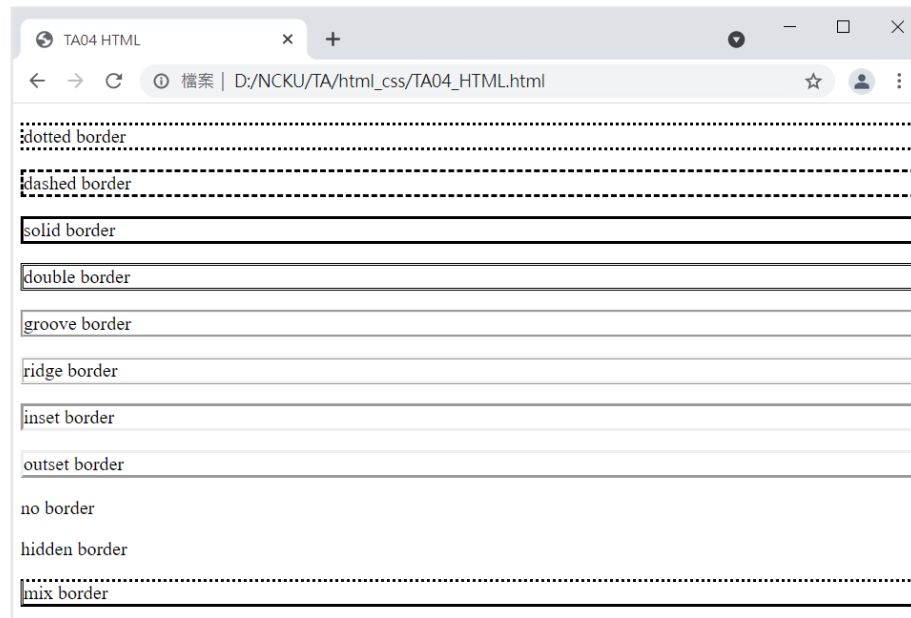 TA04 HTML
檔案 | D:/NCKU/TA/html_css/TA04_HTML.html
dotted border
dashed border
solid border
double border
groove border
ridge border
inset border
outset border
no border
hidden border
mix border